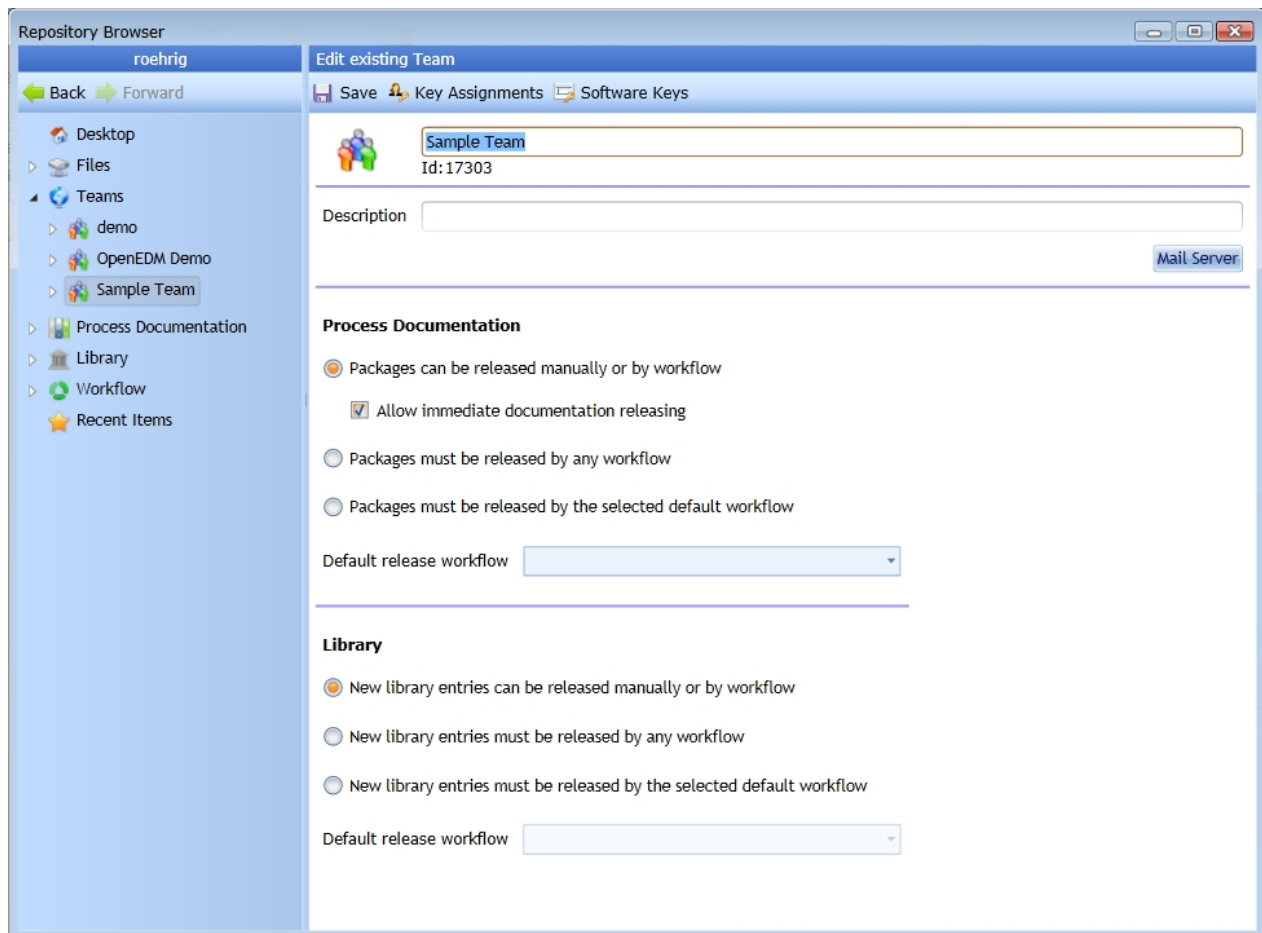 Repository Browser
roehrig
Edit existing Team
Back Forward
Save Key Assignments Software Keys
Desktop
Files
Teams
demo
OpenEDM Demo
Sample Team
Process Documentation
Library
Workflow
Recent Items
Sample Team
Id:17303
Description
Mail Server
Process Documentation
Packages can be released manually or by workflow
Allow immediate documentation releasing
Packages must be released by any workflow
Packages must be released by the selected default workflow
Default release workflow
Library
New library entries can be released manually or by workflow
New library entries must be released by any workflow
New library entries must be released by the selected default workflow
Default release workflow